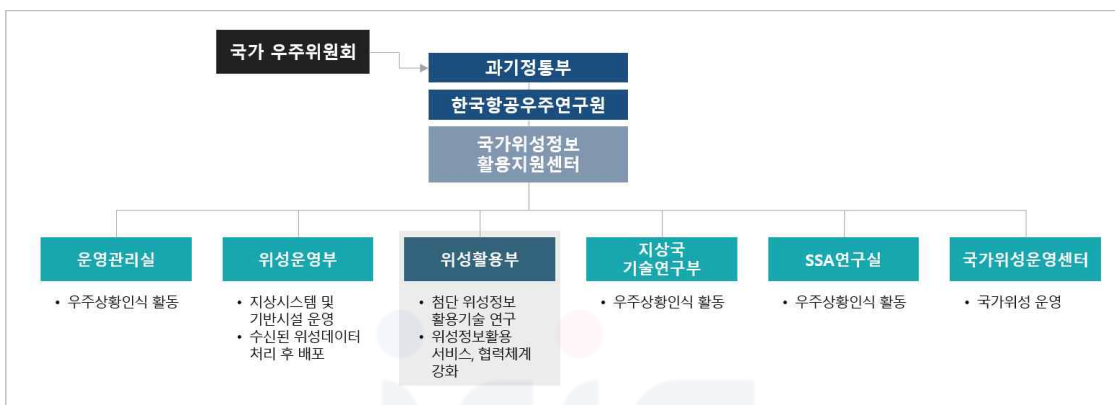 국가 우주위원회
과기정통부
한국항공우주연구원
국가위성정보
활용지원센터
운영관리실
• 우주상황인식 활동
위성운영부
• 지상시스템 및
기반시설 운영
• 수신된 위성데이터
처리 후 배포
위성활용부
• 첨단 위성정보
활용기술 연구
• 위성정보활용
서비스, 협력체계
강화
지상국
기술연구부
• 우주상황인식 활동
SSA연구실
• 우주상황인식 활동
국가위성운영센터
• 국가위성 운영